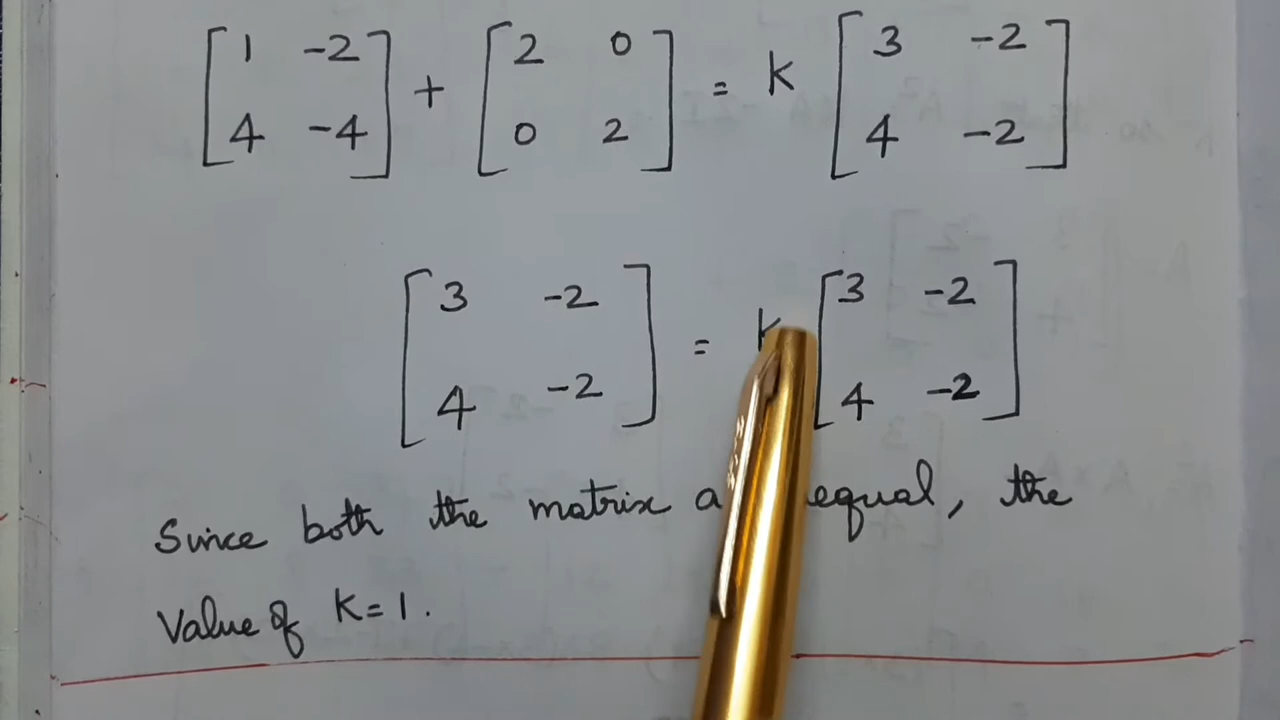 [1 -2
4 -4] + [2 0
0 2] = K [3 -2
4 -2]
[3 -2
4 -2] = K [3 -2
4 -2]
Since both the matrix equal, the
Value of K=1.